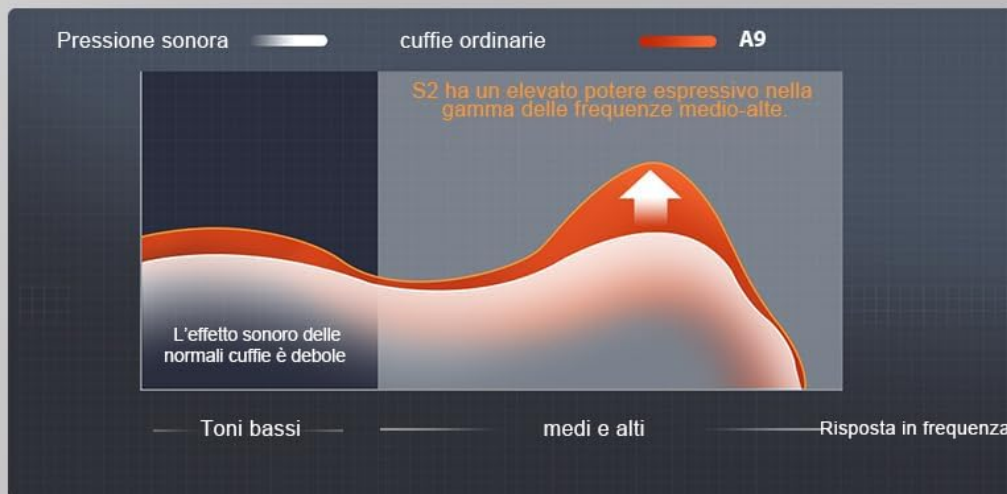 Pressione sonora
cuffie ordinarie
A9
S2 ha un elevato potere espressivo nella
gamma delle frequenze medio-alte.
L'effetto sonoro delle
normali cuffie è debole
Toni bassi
medi e alti
Risposta in frequenza